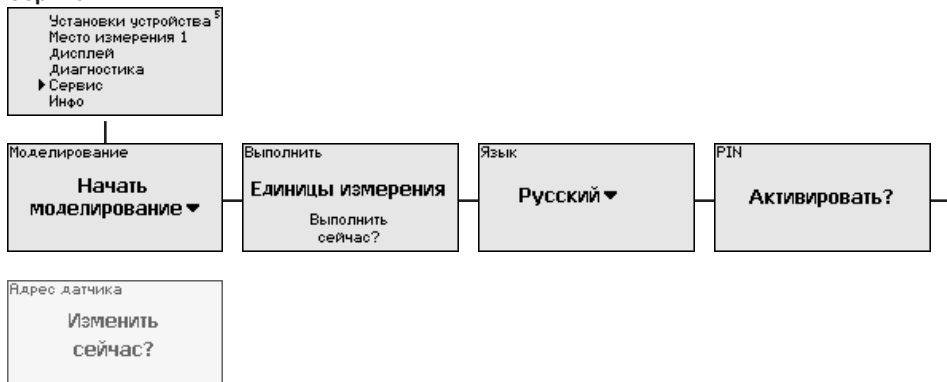 Установки устройства 5
Место измерения 1
Дисплей
Диагностика
Сервис
Инфо
Моделирование
Начать
моделирование
Выполнить
Единицы измерения
Выполнить
сейчас?
Язык
Русский
PIN
Активировать?
Адрес датчика
Изменить
сейчас?